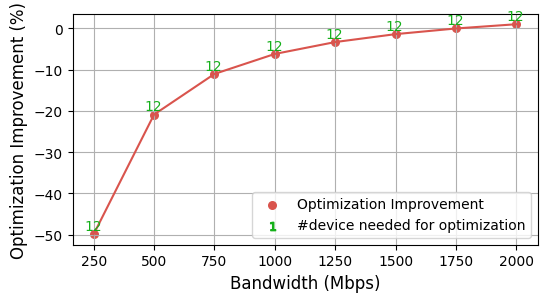 Optimization Improvement (%)
0
−10
−20
−30
−40
−50
12
12
12
12
12
12
12
12
Optimization Improvement
1 #device needed for optimization
250 500 750 1000 1250 1500 1750 2000
Bandwidth (Mbps)